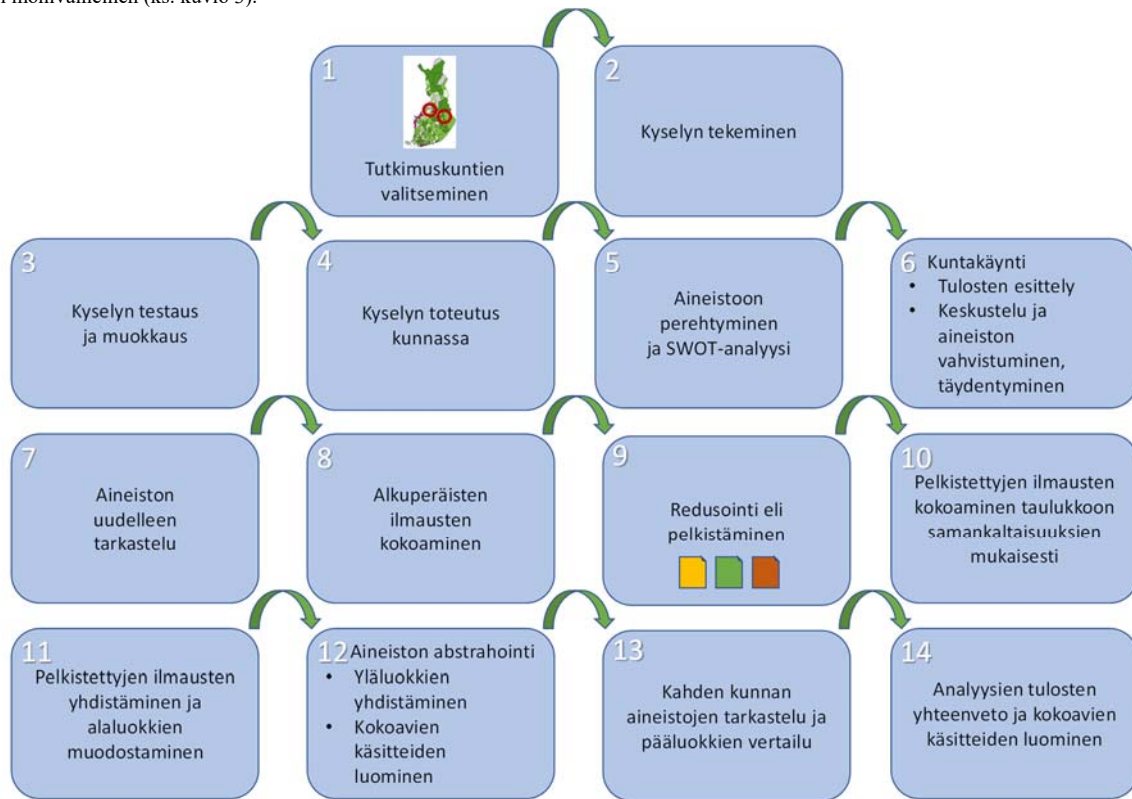 monivaiheinen (ks. kuvio 3).
1
Tutkimuskuntien
valitseminen
2
Kyselyn tekeminen
3
Kyselyn testaus
ja muokkaus
4
Kyselyn toteutus
kunnassa
5
Aineistoon
perehtyminen
ja SWOT-analyysi
6 Kuntakäynti
• Tulosten esittely
• Keskustelu ja
aineiston
vahvistuminen,
täydentyminen
7
Aineiston
uudelleen
tarkastelu
8
Alkuperäisten
ilmausten
kokoaminen
9
Redusointi eli
pelkistäminen
10
Pelkistettyjen ilmausten
kokoaminen taulukkoon
samankaltaisuuksien
mukaisesti
11
Pelkistettyjen ilmausten
yhdistäminen ja
alaluokkien
muodostaminen
12 Aineiston abstrahointi
• Yläluokkien
yhdistäminen
• Kokoavien
käsitteiden
luominen
13
Kahden kunnan
aineistojen tarkastelu ja
pääluokkien vertailu
14
Analyysien tulosten
yhteenveto ja kokoavien
käsitteiden luominen